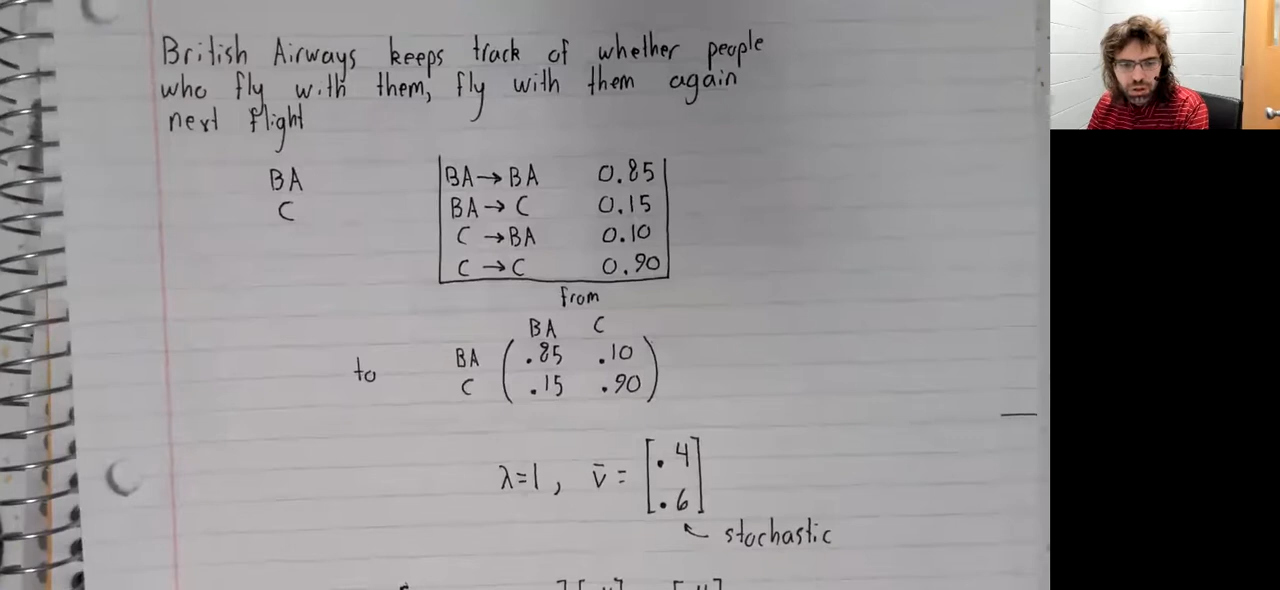 British Airways keeps track of whether people
who fly with them, fly with them again
next flight
BA
C
BA→BA 0.85
BA→C 0.15
C→BA 0.10
C→C 0.90
from
BA C
to
BA .85 .10
C .15 .90
λ=1, v̄ = [.4
.6]
stochastic